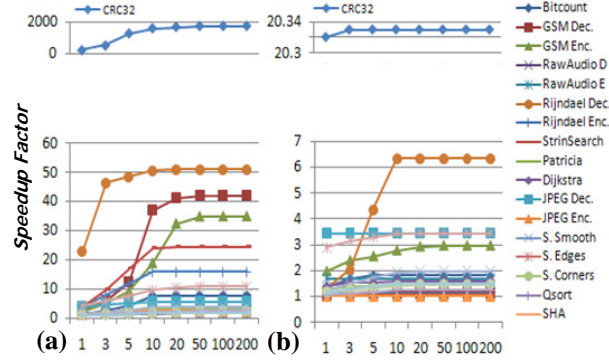 2000
0
CRC32
20.34
20.3
CRC32
Speedup Factor
60
50
40
30
20
10
0
(a)
1 3 5 10 20 50 100 200
7
6
5
4
3
2
1
0
(b)
1 3 5 10 20 50 100 200
Bitcount
GSM Dec.
GSM Enc.
RawAudio D
RawAudio E
Rijndael Dec.
Rijndael Enc.
StrinSearch
Patricia
Dijkstra
JPEG Dec.
JPEG Enc.
S. Smooth
S. Edges
S. Corners
Qsort
SHA